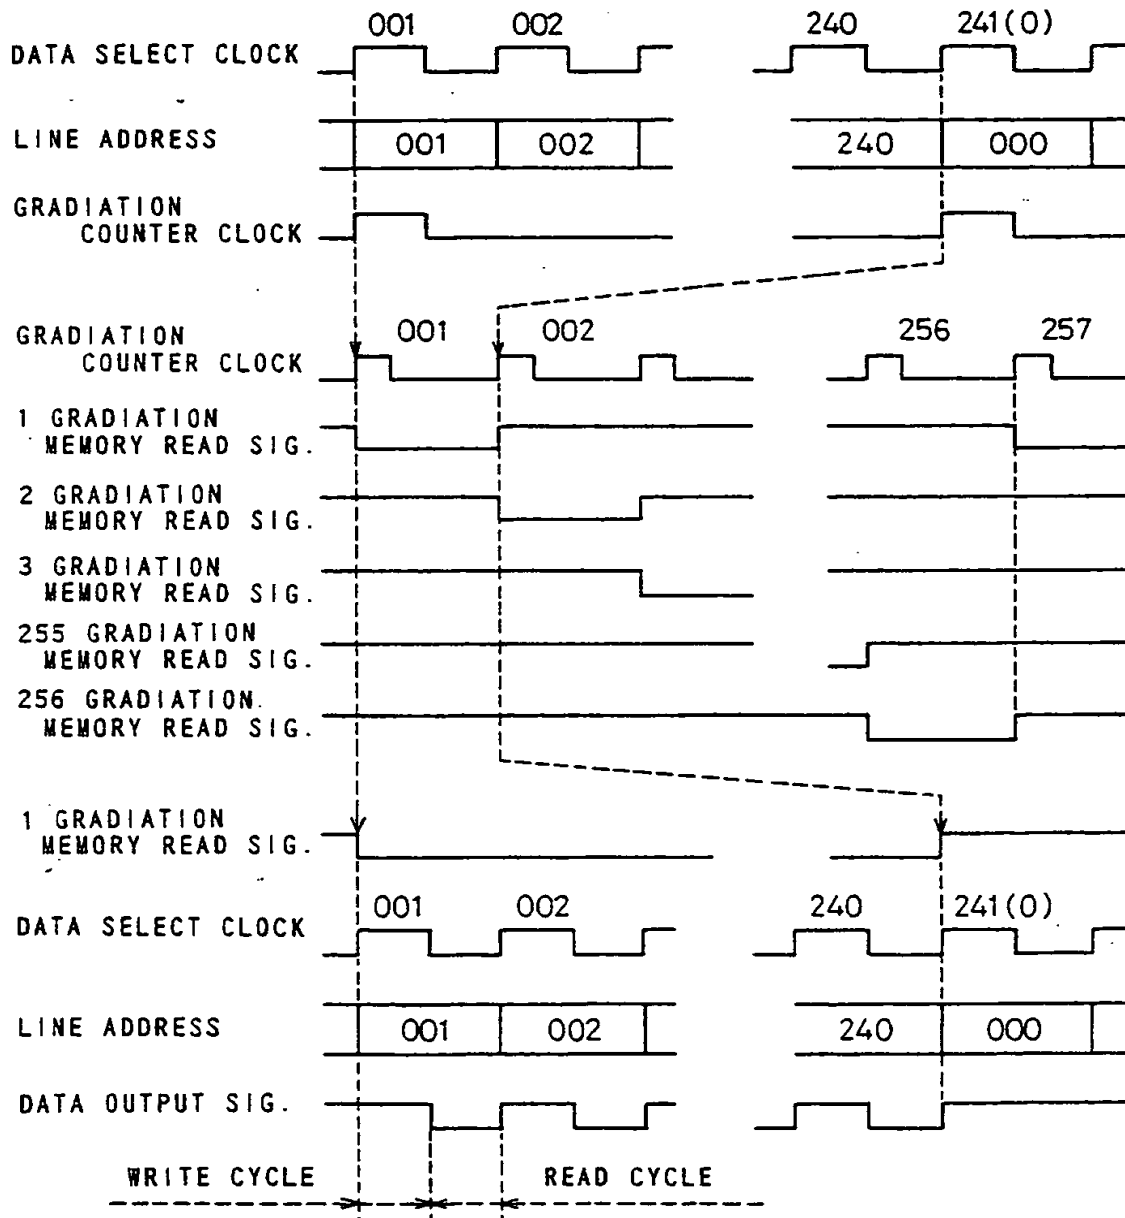 001 002 240 241(0)
DATA SELECT CLOCK
LINE ADDRESS 001 002 240 000
GRADIATION
COUNTER CLOCK
GRADIATION 001 002 256 257
COUNTER CLOCK
1 GRADIATION
MEMORY READ SIG.
2 GRADIATION
MEMORY READ SIG.
3 GRADIATION
MEMORY READ SIG.
255 GRADIATION
MEMORY READ SIG.
256 GRADIATION.
MEMORY READ SIG.
1 GRADIATION
MEMORY READ SIG.
001 002 240 241(0)
DATA SELECT CLOCK
LINE ADDRESS 001 002 240 000
DATA OUTPUT SIG.
WRITE CYCLE READ CYCLE